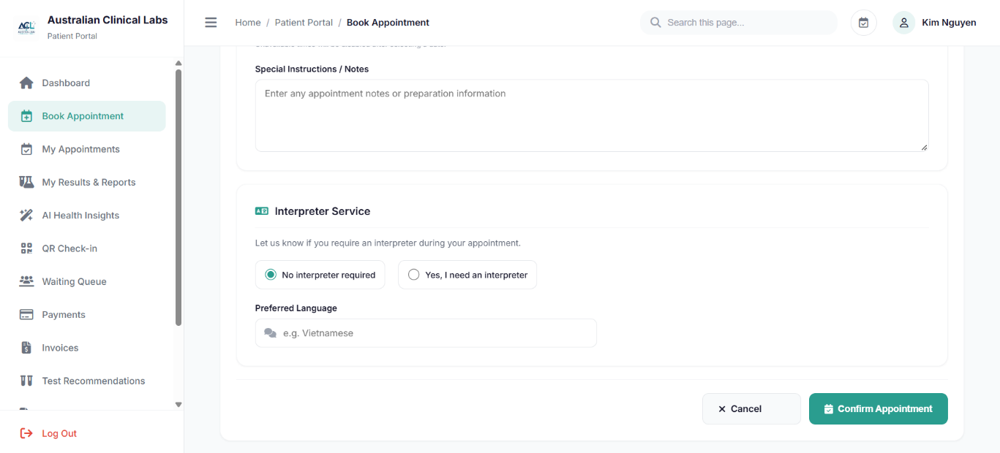 ACL
AUSTRALIAN
Australian Clinical Labs
Patient Portal
Dashboard
Book Appointment
My Appointments
My Results & Reports
AI Health Insights
QR Check-in
Waiting Queue
Payments
Invoices
Test Recommendations
Log Out
Home / Patient Portal / Book Appointment
Search this page...
Kim Nguyen
Special Instructions / Notes
Enter any appointment notes or preparation information
Interpreter Service
Let us know if you require an interpreter during your appointment.
No interpreter required
Yes, I need an interpreter
Preferred Language
e.g. Vietnamese
Cancel
Confirm Appointment